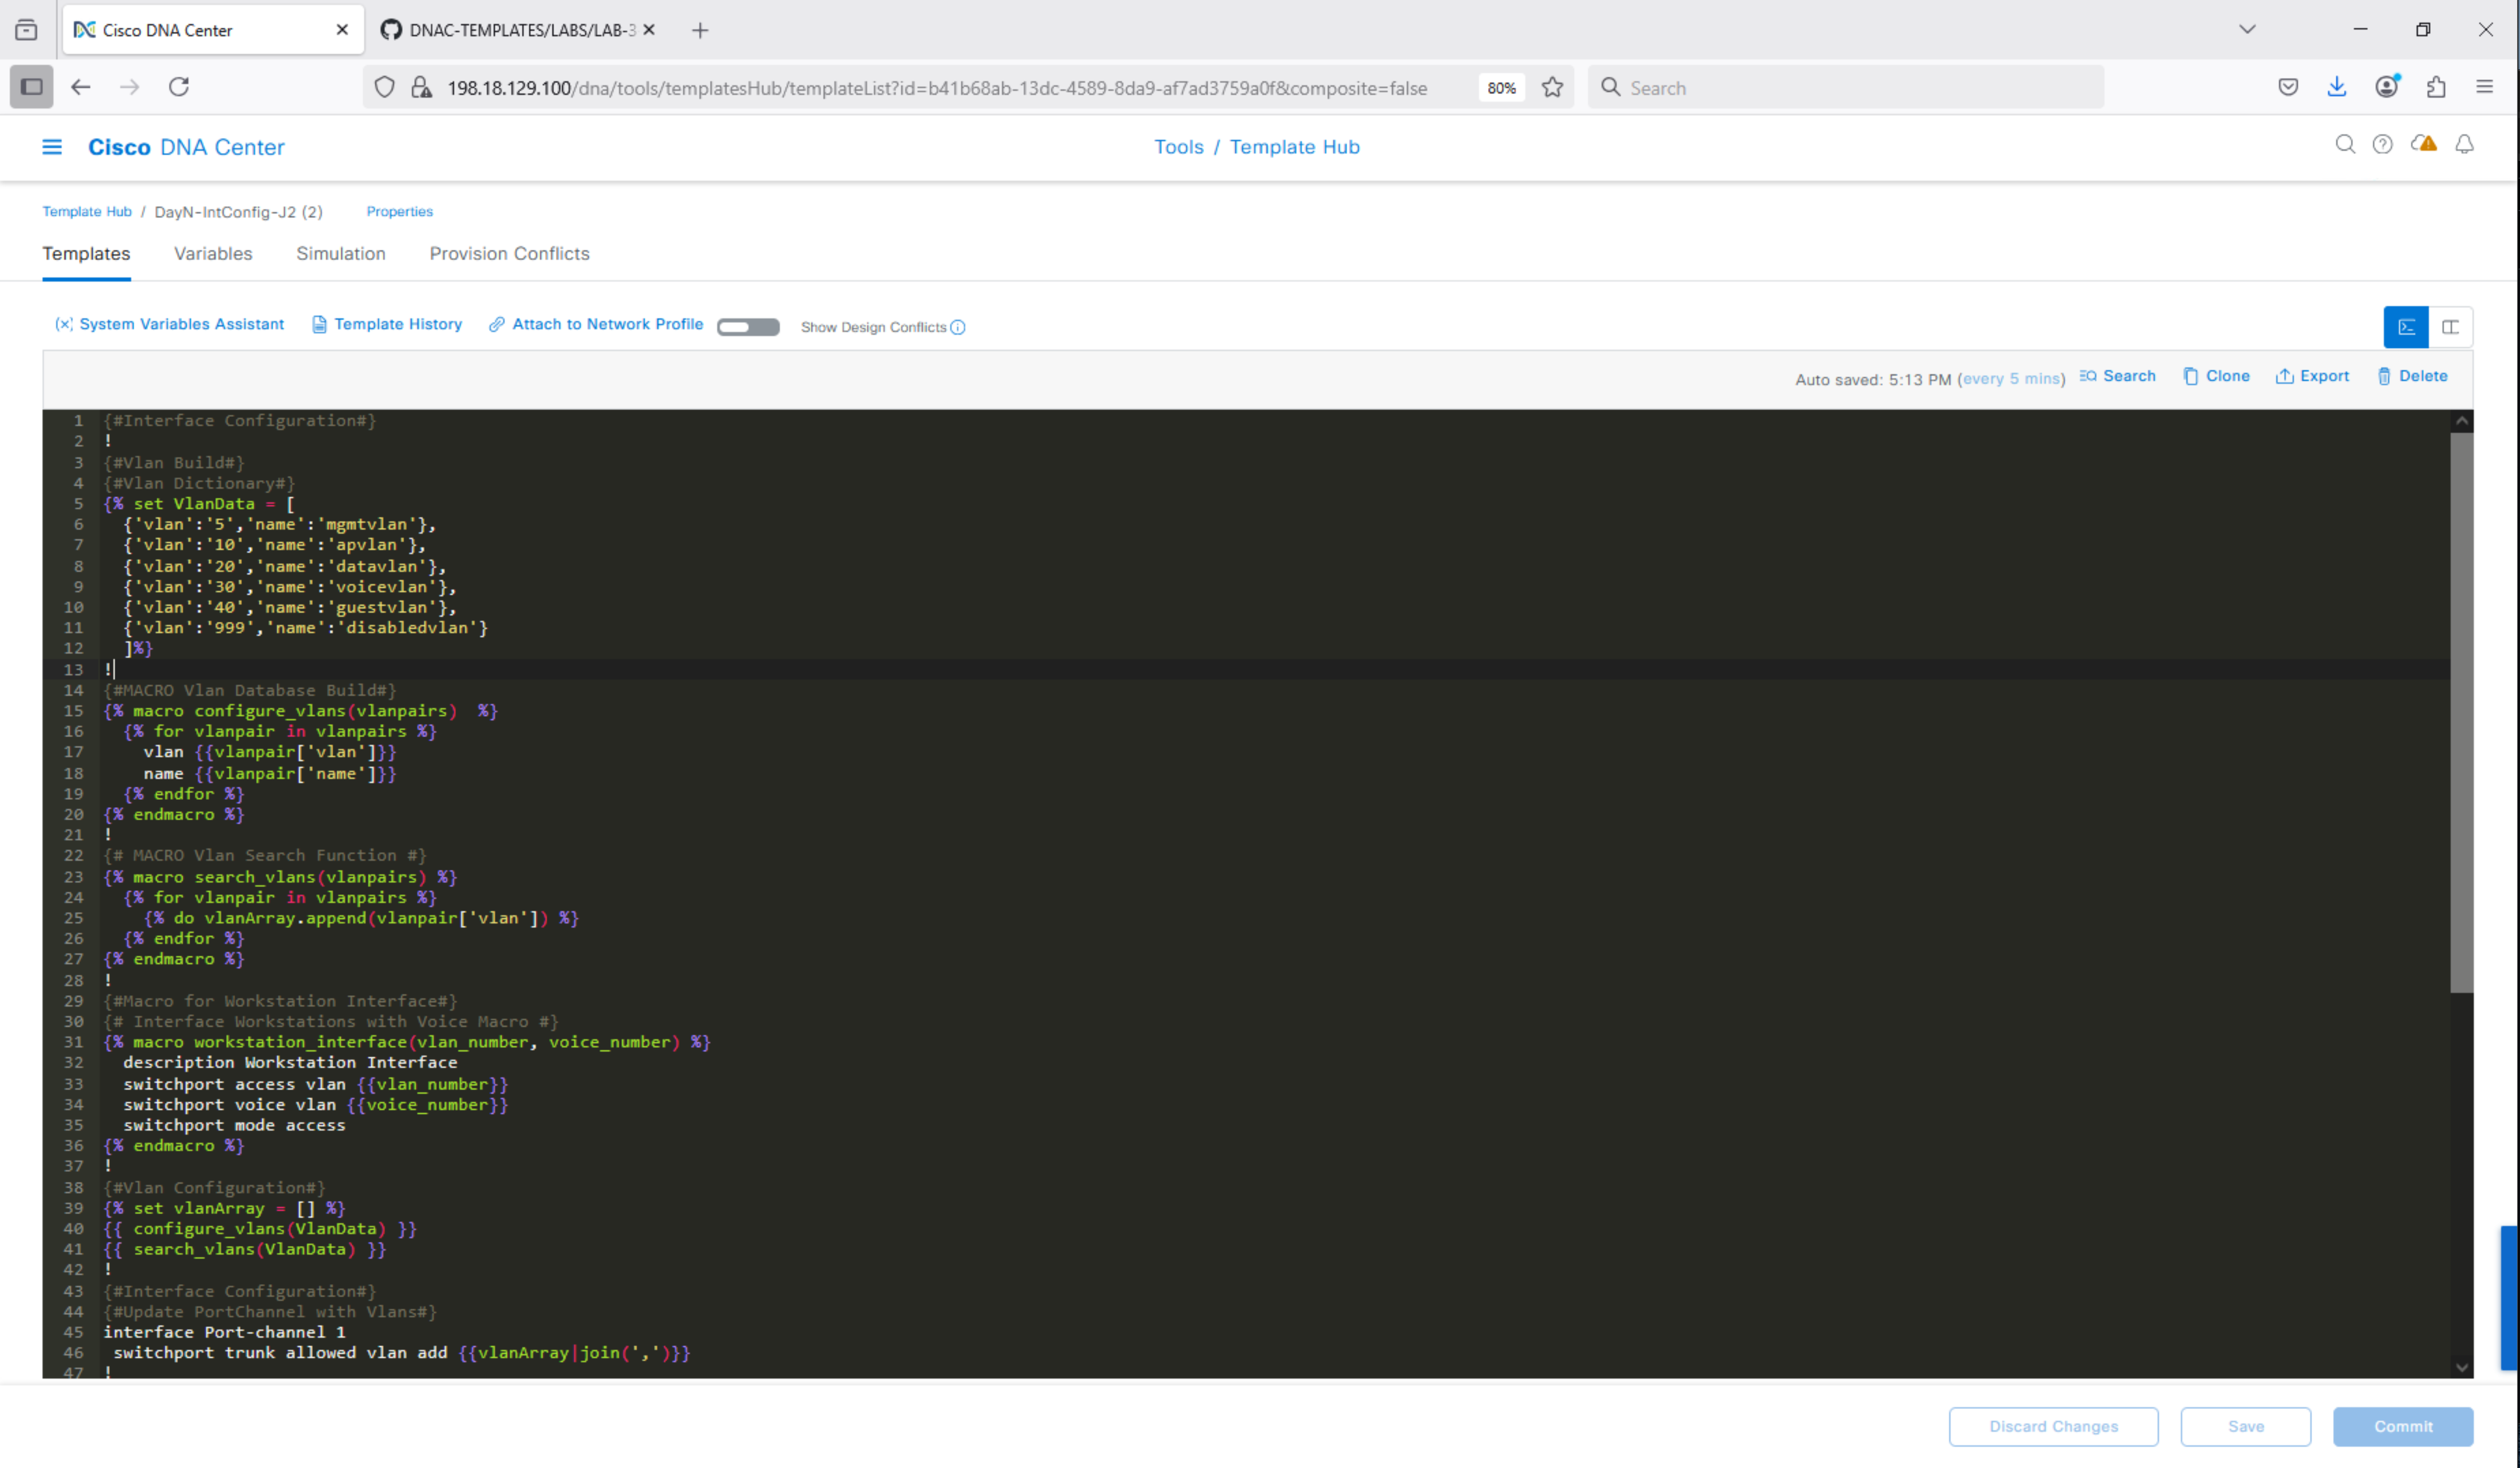 Cisco DNA Center
DNAC-TEMPLATES/LABS/LAB-3
198.18.129.100/dna/tools/templatesHub/templateList?id=b41b68ab-13dc-4589-8da9-af7ad3759a0f&composite=false
80%
Search
Cisco DNA Center
Tools / Template Hub
Template Hub / DayN-IntConfig-J2 (2) Properties
Templates Variables Simulation Provision Conflicts
System Variables Assistant Template History Attach to Network Profile Show Design Conflicts
Auto saved: 5:13 PM (every 5 mins) Search Clone Export Delete
1 {#Interface Configuration#}
2 !
3 {#Vlan Build#}
4 {#Vlan Dictionary#}
5 {% set VlanData = [
6 {'vlan':'5','name':'mgmtvlan'},
7 {'vlan':'10','name':'apvlan'},
8 {'vlan':'20','name':'datavlan'},
9 {'vlan':'30','name':'voicevlan'},
10 {'vlan':'40','name':'guestvlan'},
11 {'vlan':'999','name':'disabledvlan'}
12 ]%}
13 !
14 {#MACRO Vlan Database Build#}
15 {% macro configure_vlans(vlanpairs)  %}
16 {% for vlanpair in vlanpairs %}
17 vlan {{vlanpair['vlan']}}
18 name {{vlanpair['name']}}
19 {% endfor %}
20 {% endmacro %}
21 !
22 {# MACRO Vlan Search Function #}
23 {% macro search_vlans(vlanpairs) %}
24 {% for vlanpair in vlanpairs %}
25 {% do vlanArray.append(vlanpair['vlan']) %}
26 {% endfor %}
27 {% endmacro %}
28 !
29 {#Macro for Workstation Interface#}
30 {# Interface Workstations with Voice Macro #}
31 {% macro workstation_interface(vlan_number, voice_number) %}
32 description Workstation Interface
33 switchport access vlan {{vlan_number}}
34 switchport voice vlan {{voice_number}}
35 switchport mode access
36 {% endmacro %}
37 !
38 {#Vlan Configuration#}
39 {% set vlanArray = [] %}
40 {{ configure_vlans(VlanData) }}
41 {{ search_vlans(VlanData) }}
42 !
43 {#Interface Configuration#}
44 {#Update PortChannel with Vlans#}
45 interface Port-channel 1
46 switchport trunk allowed vlan add {{vlanArray|join(',')}}
47 !
Discard Changes Save Commit